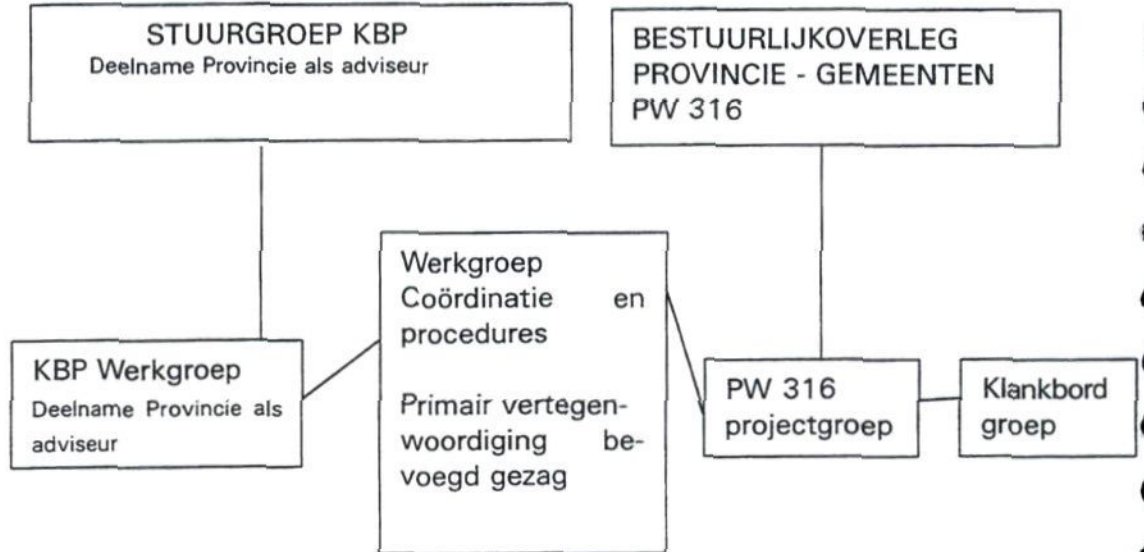 STUURGROEP KBP
Deelname Provincie als adviseur
BESTUURLIJKOVERLEG
PROVINCIE - GEMEENTEN
PW 316
Werkgroep
Coördinatie en
procedures
Primair vertegen-
woordiging be-
voegd gezag
KBP Werkgroep
Deelname Provincie als
adviseur
PW 316
projectgroep
Klankbord
groep